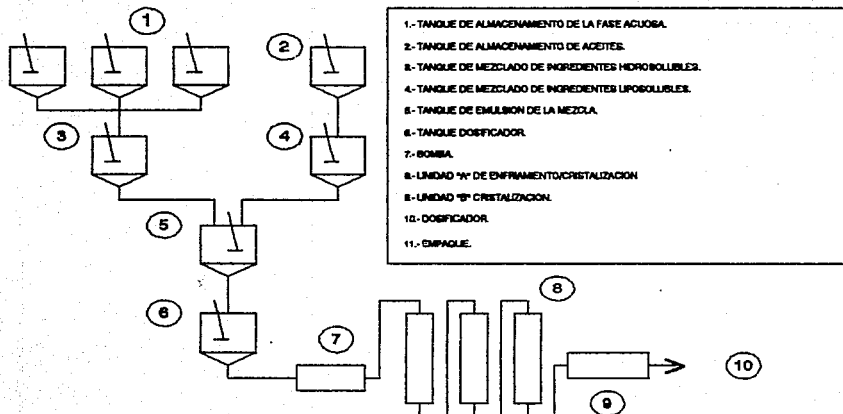 1
2
3
4
5
6
7
8
9
10
1.- TANQUE DE ALMACENAMIENTO DE LA FASE ACUOSA.
2.- TANQUE DE ALMACENAMIENTO DE ACEITES.
3.- TANQUE DE MEZCLADO DE INGREDIENTES HIDROSOLUBLES.
4.- TANQUE DE MEZCLADO DE INGREDIENTES LIPOSOLUBLES.
5.- TANQUE DE EMULSION DE LA MEZCLA.
6.- TANQUE DOSIFICADOR.
7.- BOMBA.
8.- UNIDAD "A" DE ENFRIAMIENTO/CRISTALIZACION
9.- UNIDAD "B" CRISTALIZACION.
10.- DOSIFICADOR.
11.- EMPAQUE.